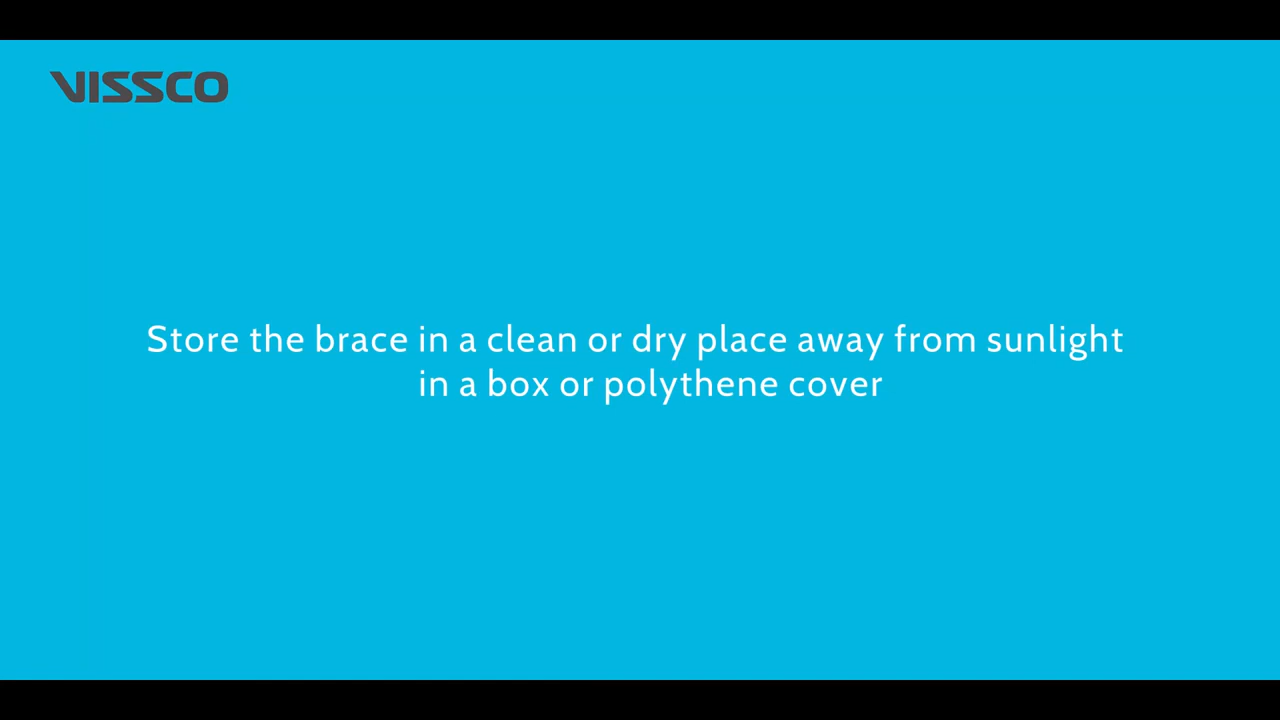 VISSCO
Store the brace in a clean or dry place away from sunlight
in a box or polythene cover